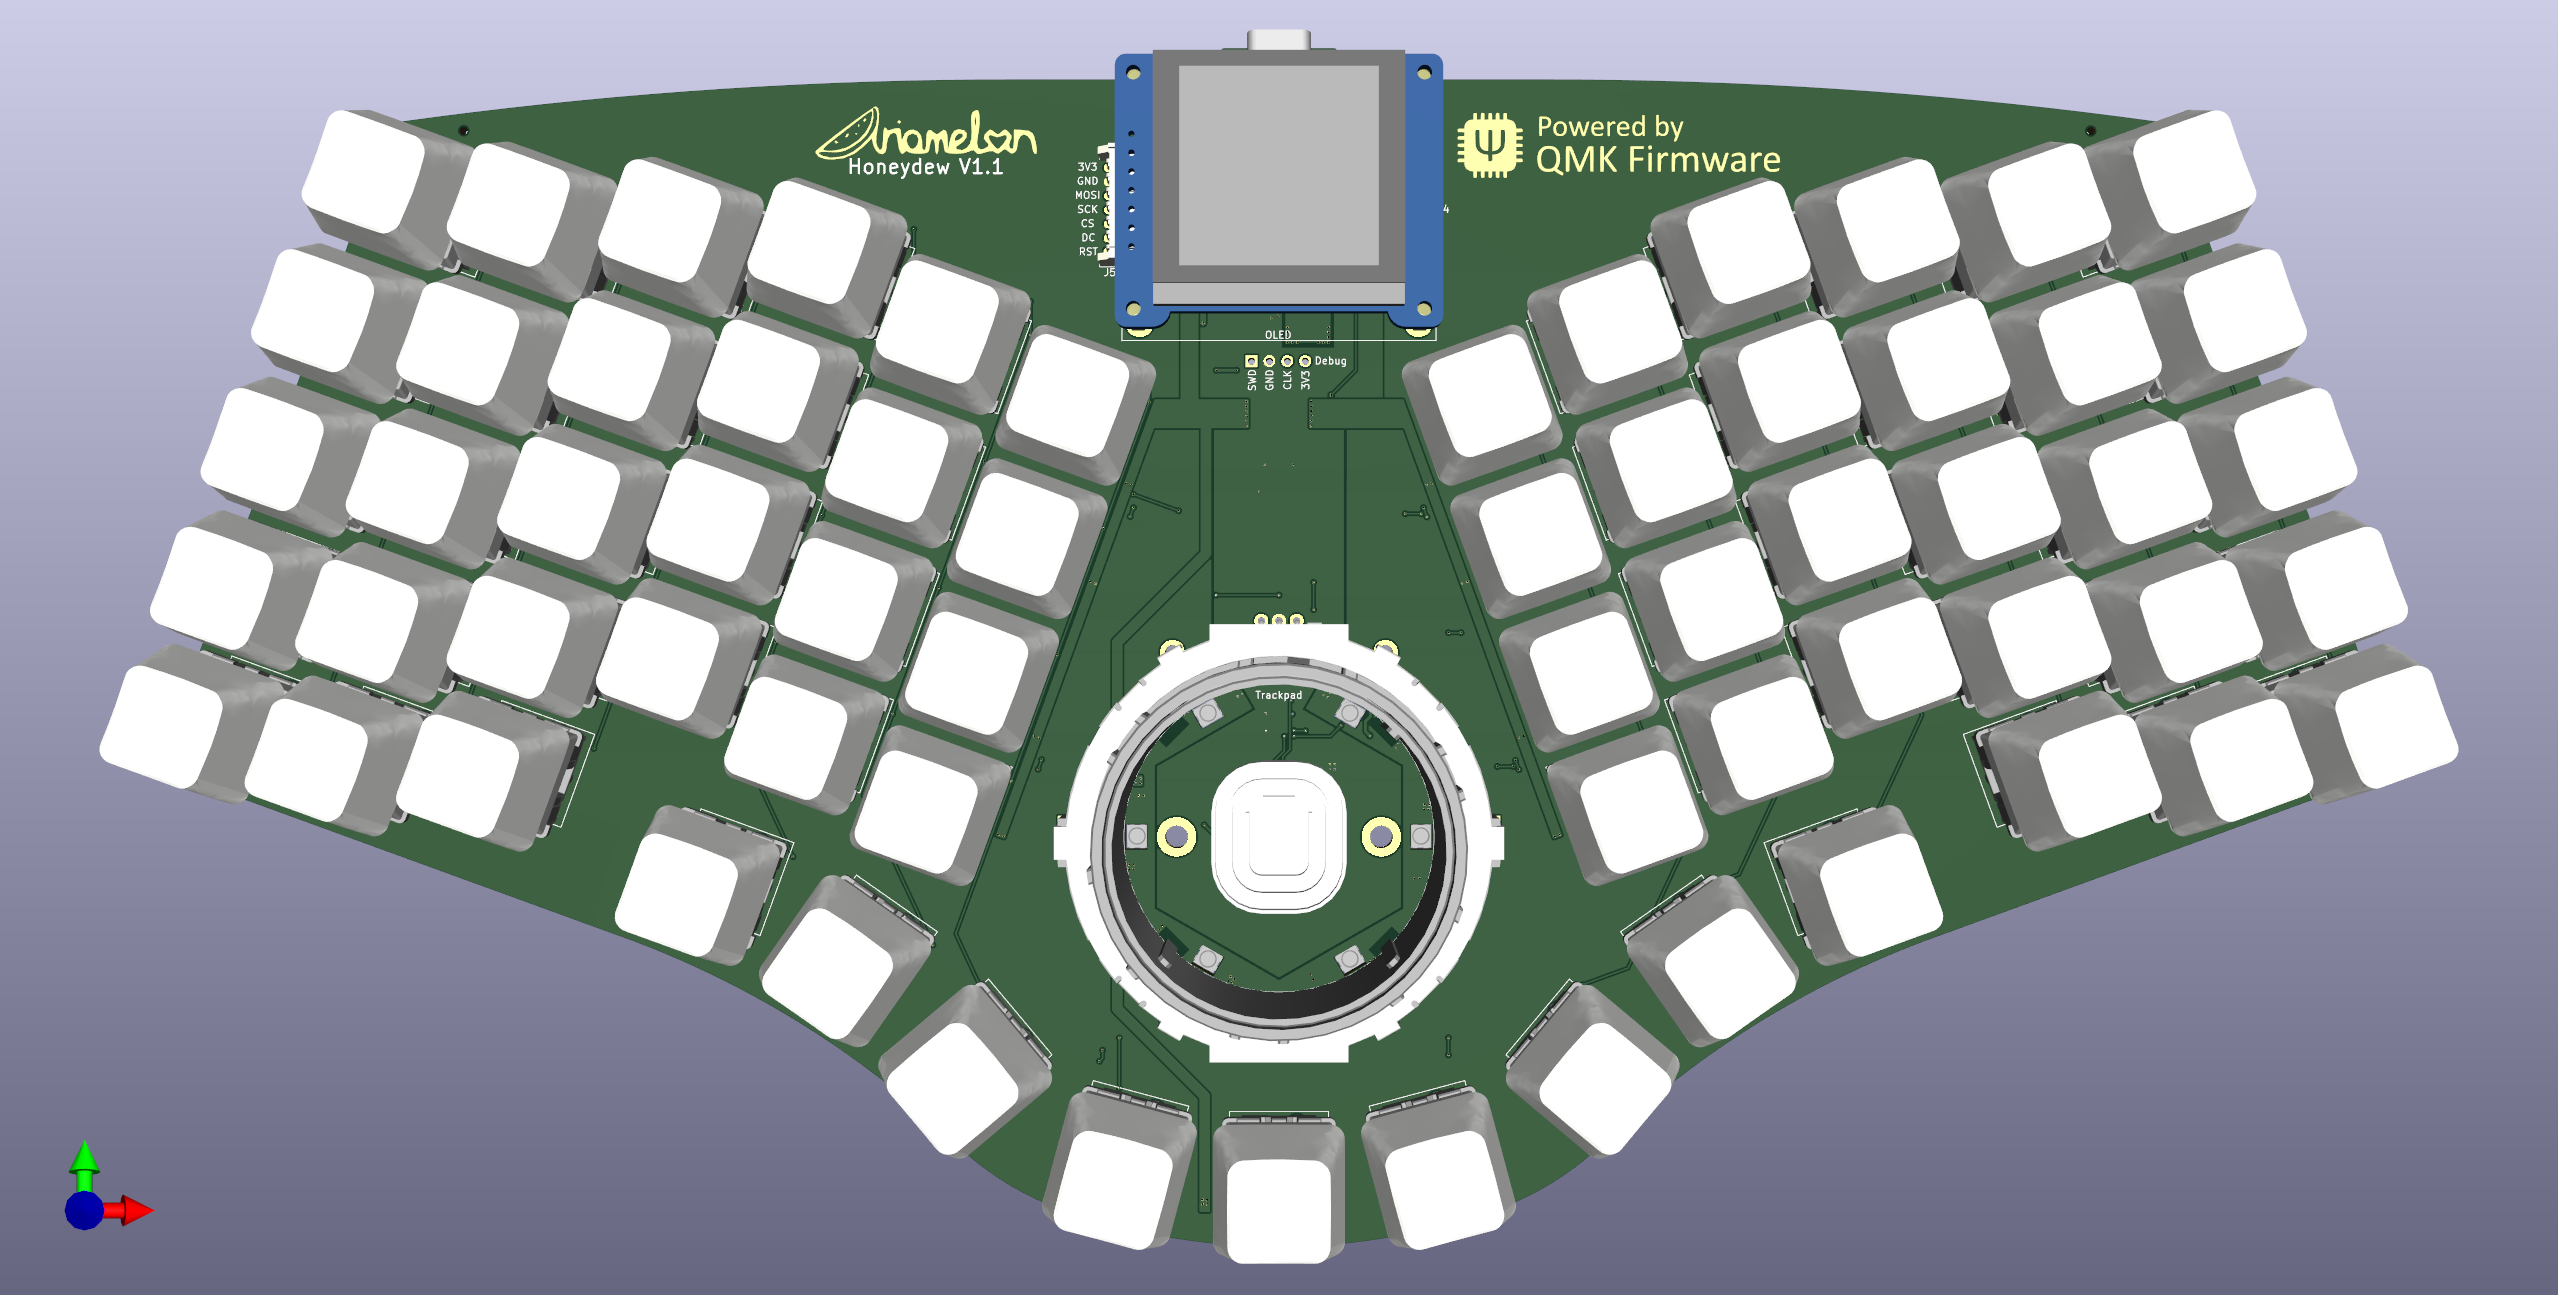 Ariamelon
Honeydew V1.1
Powered by
QMK Firmware
3V3
GND
MOSI
SCK
CS
DC
RST
J5
4
OLED
Debug
SWD
GND
CLK
3V3
Trackpad